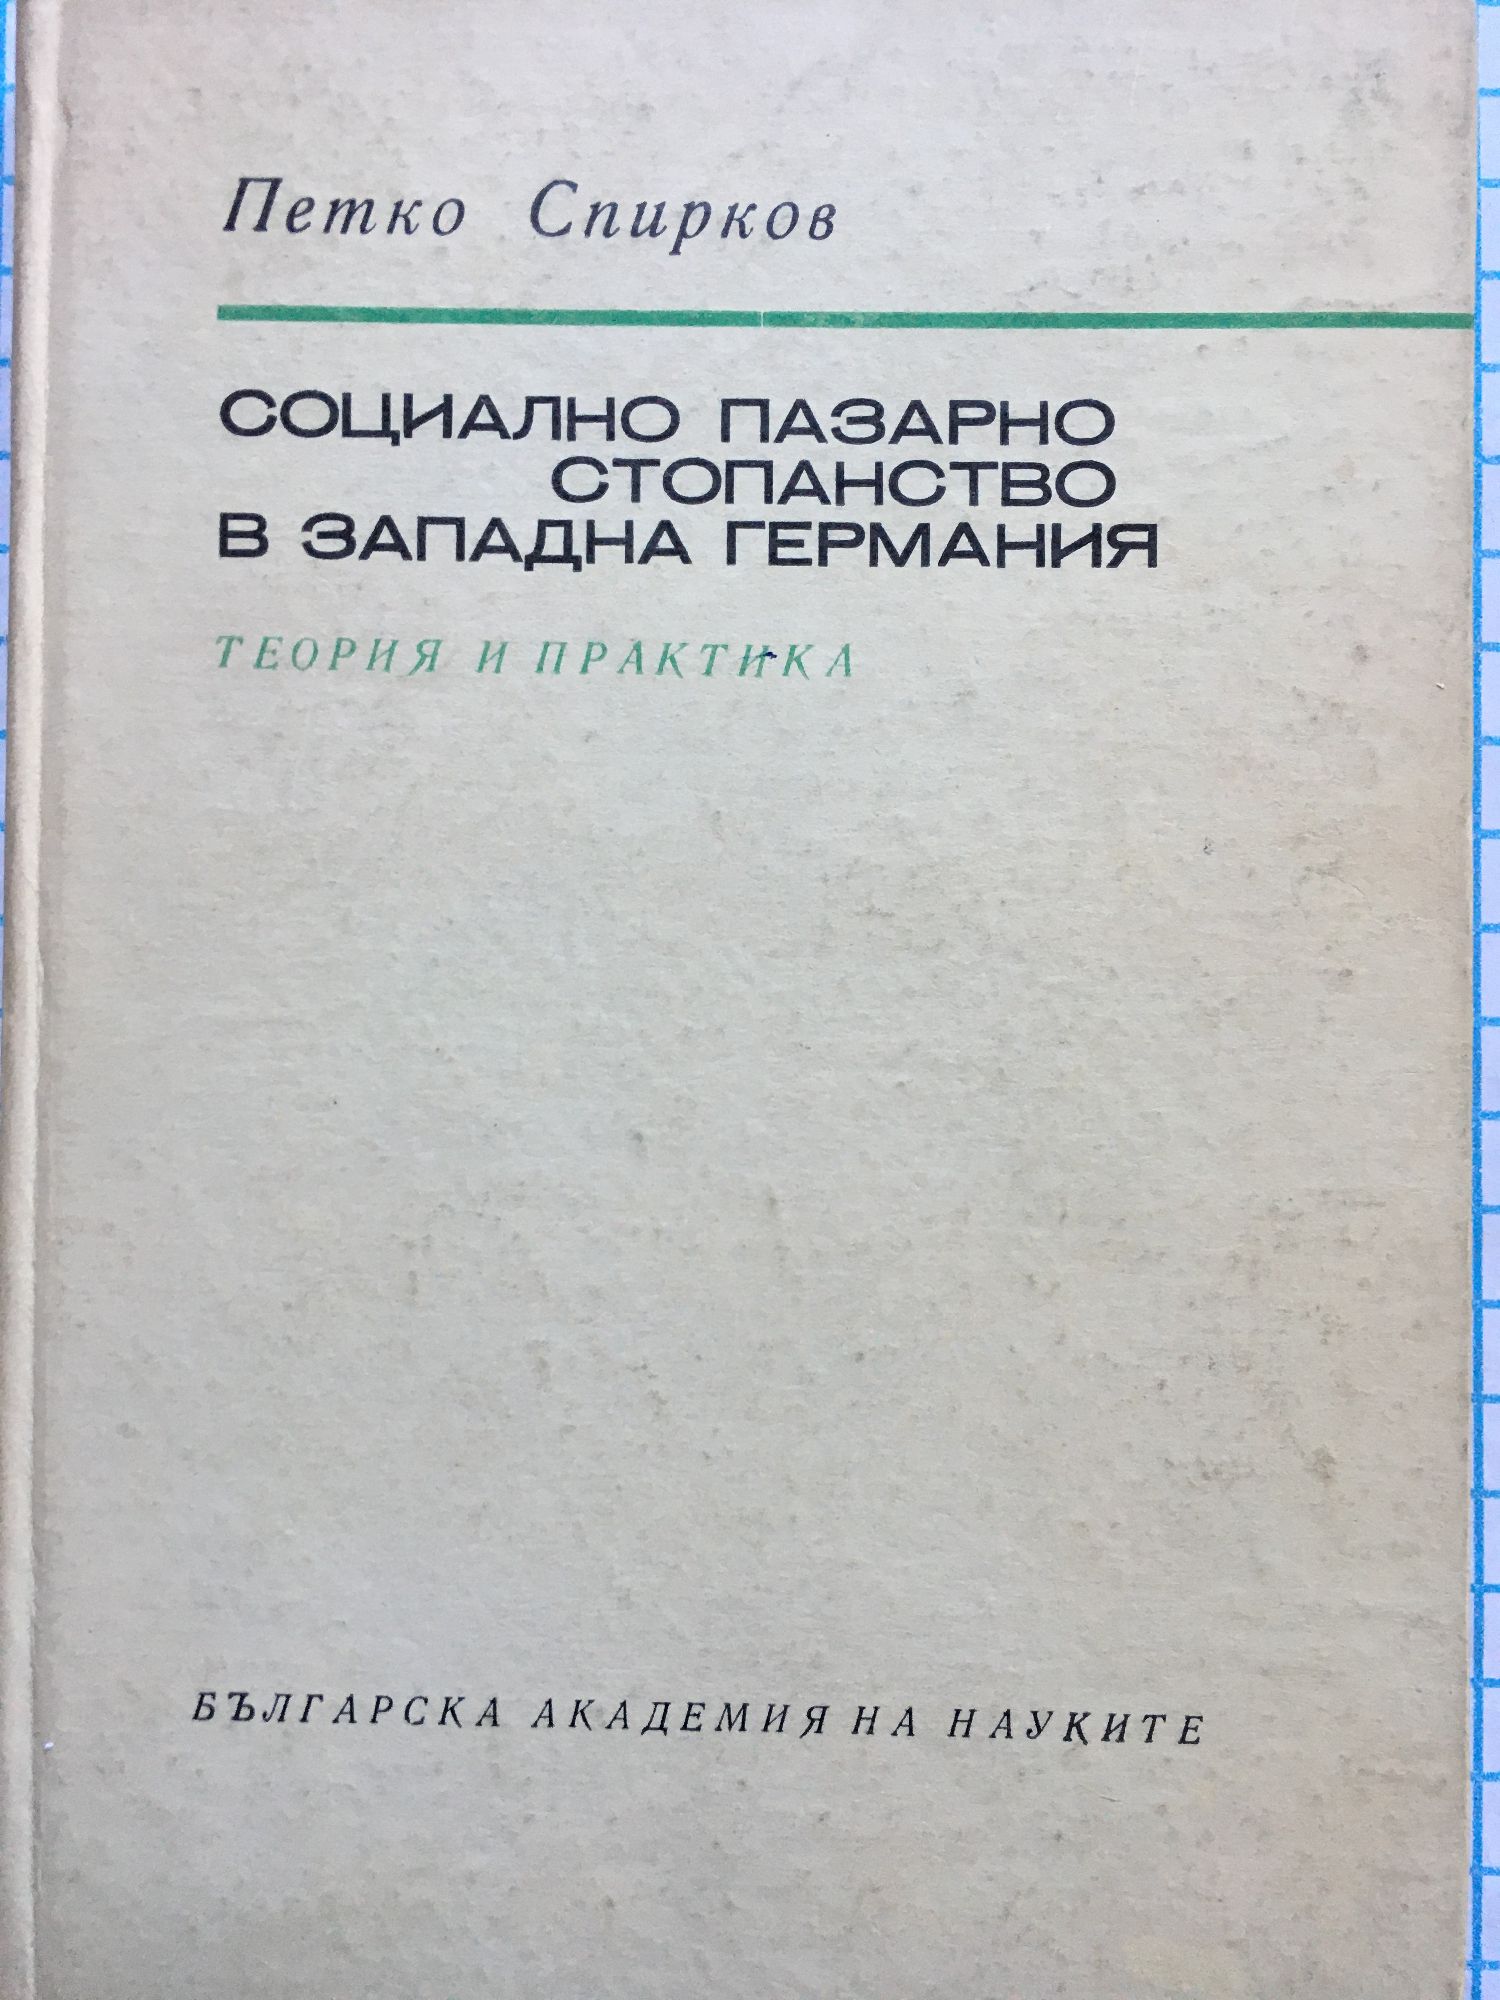 Петко Спирков
СОЦИАЛНО ПАЗАРНО
СТОПАНСТВО
В ЗАПАДНА ГЕРМАНИЯ
ТЕОРИЯ И ПРАКТИКА
БЪЛГАРСКА АКАДЕМИЯ НА НАУКИТЕ